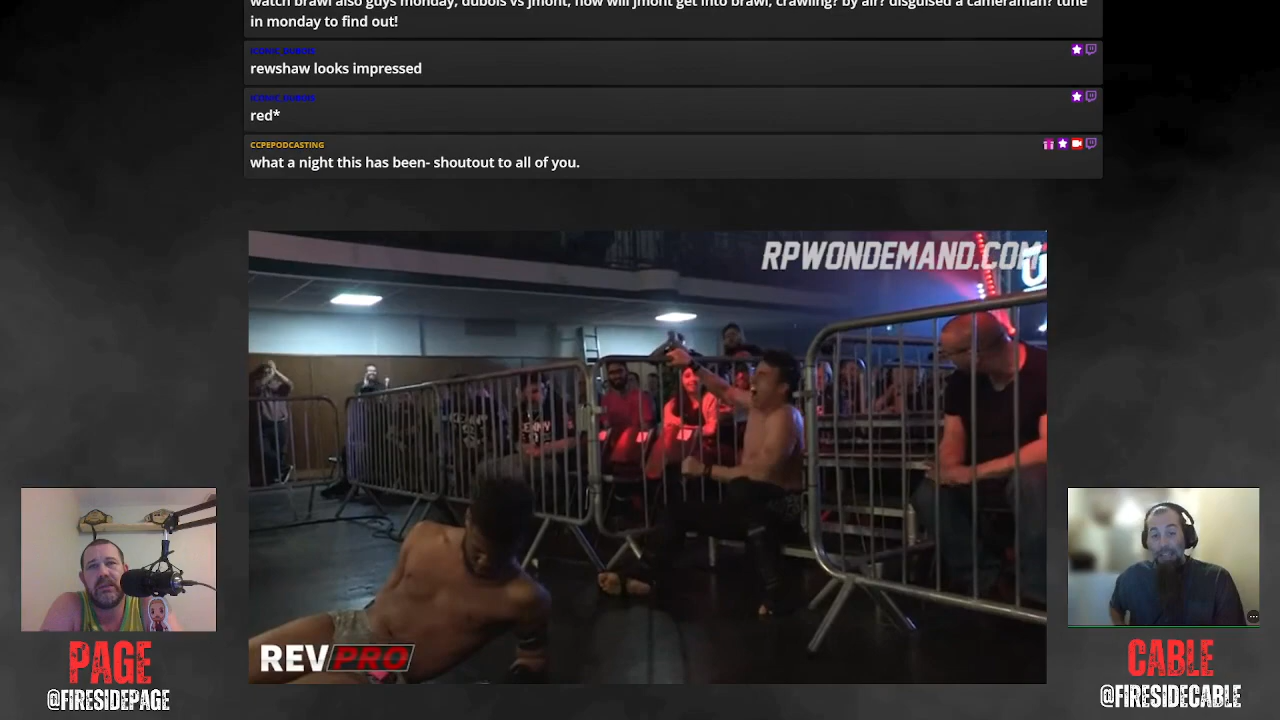 watch brawl also guys monday, dubois vs jmont, how will jmont get into brawl, crawling? by air? disguised a cameraman? tune
in monday to find out!
ICONIC_DUBOIS
rewshaw looks impressed
ICONIC_DUBOIS
red*
CCPEPODCASTING
what a night this has been- shoutout to all of you.
RPWONDEMAND.COM
REVPRO
PAGE
@FIRESIDEPAGE
CABLE
@FIRESIDECABLE